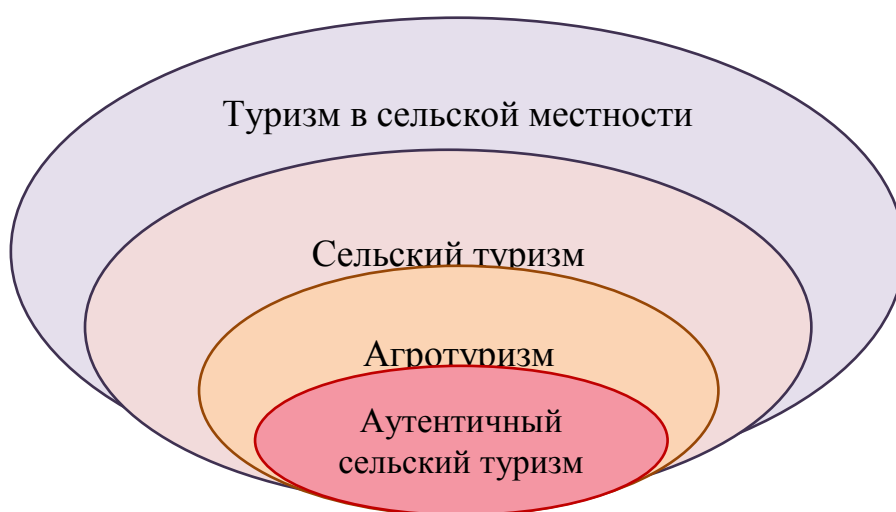 Туризм в сельской местности
Сельский туризм
Агротуризм
Аутентичный
сельский туризм